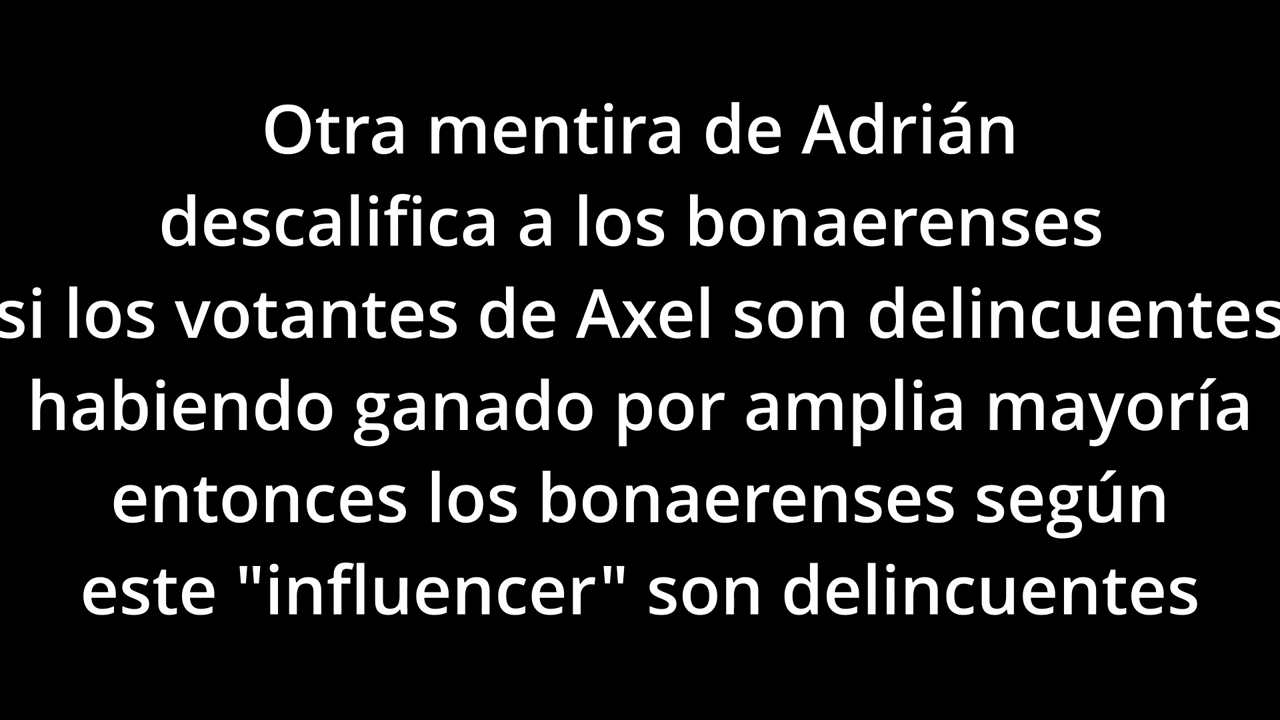 Otra mentira de Adrián
descalifica a los bonaerenses
si los votantes de Axel son delincuentes
habiendo ganado por amplia mayoría
entonces los bonaerenses según
este "influencer" son delincuentes